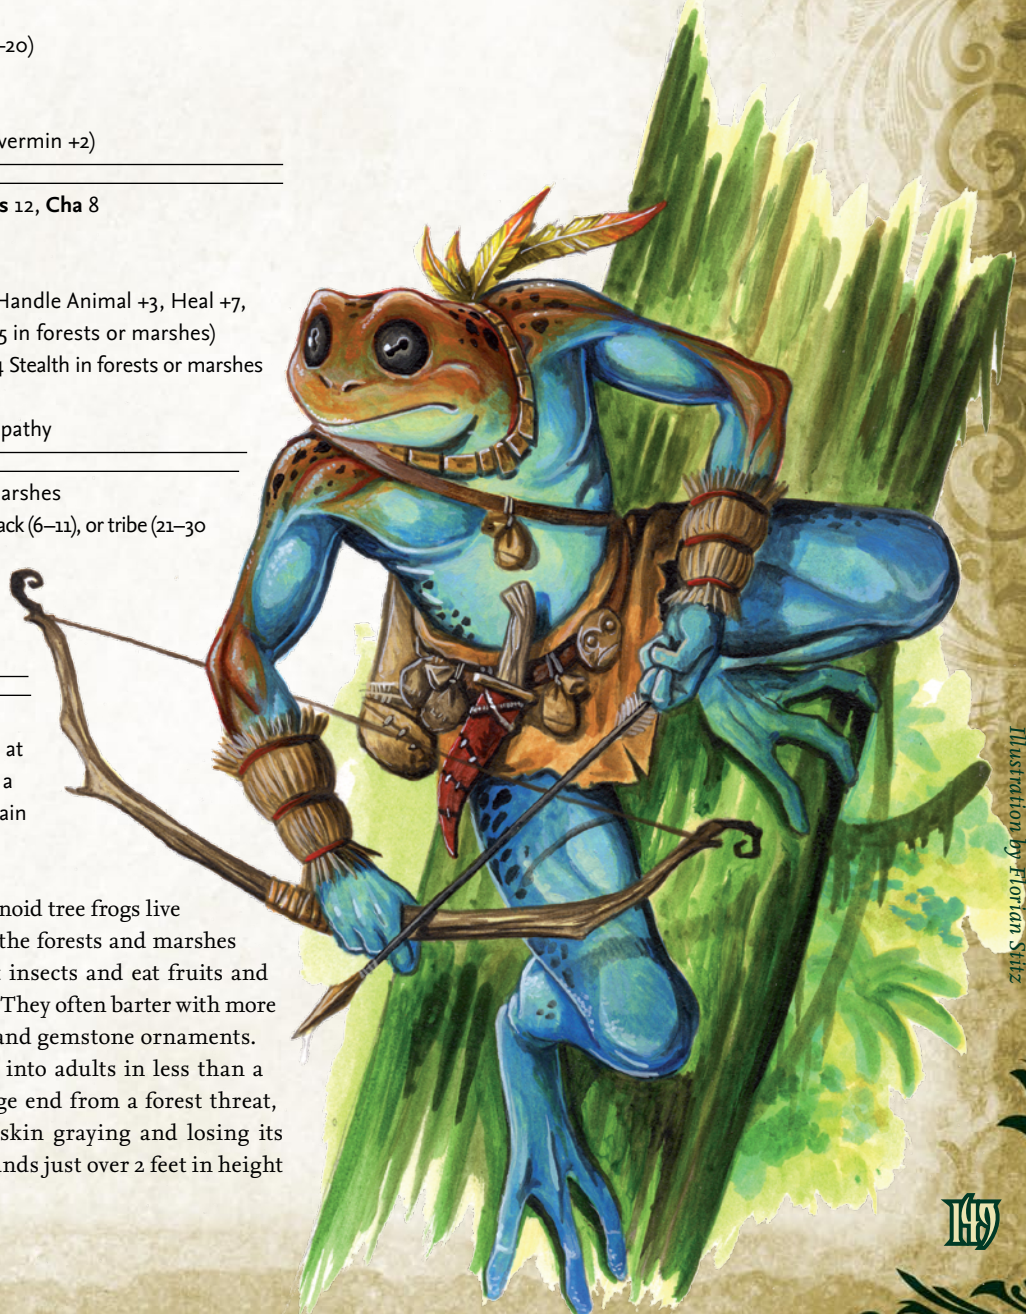 –20)
vermin +2)
s 12, Cha 8
Handle Animal +3, Heal +7,
5 in forests or marshes)
4 Stealth in forests or marshes
pathy
arshes
ack (6–11), or tribe (21–30
at
a
ain
noid tree frogs live
the forests and marshes
t insects and eat fruits and
They often barter with more
and gemstone ornaments.
into adults in less than a
ge end from a forest threat,
skin graying and losing its
ands just over 2 feet in height
Illustration by Florian Stitz
149